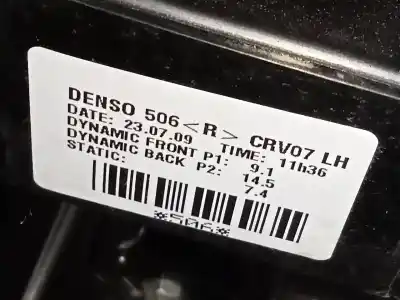 DENSO 506 <R> CRV07 LH
DATE: 23.07.09 TIME: 11h36
DYNAMIC FRONT P1: 9.1
DYNAMIC BACK P2: 14.5
STATIC: 7.4
*506*